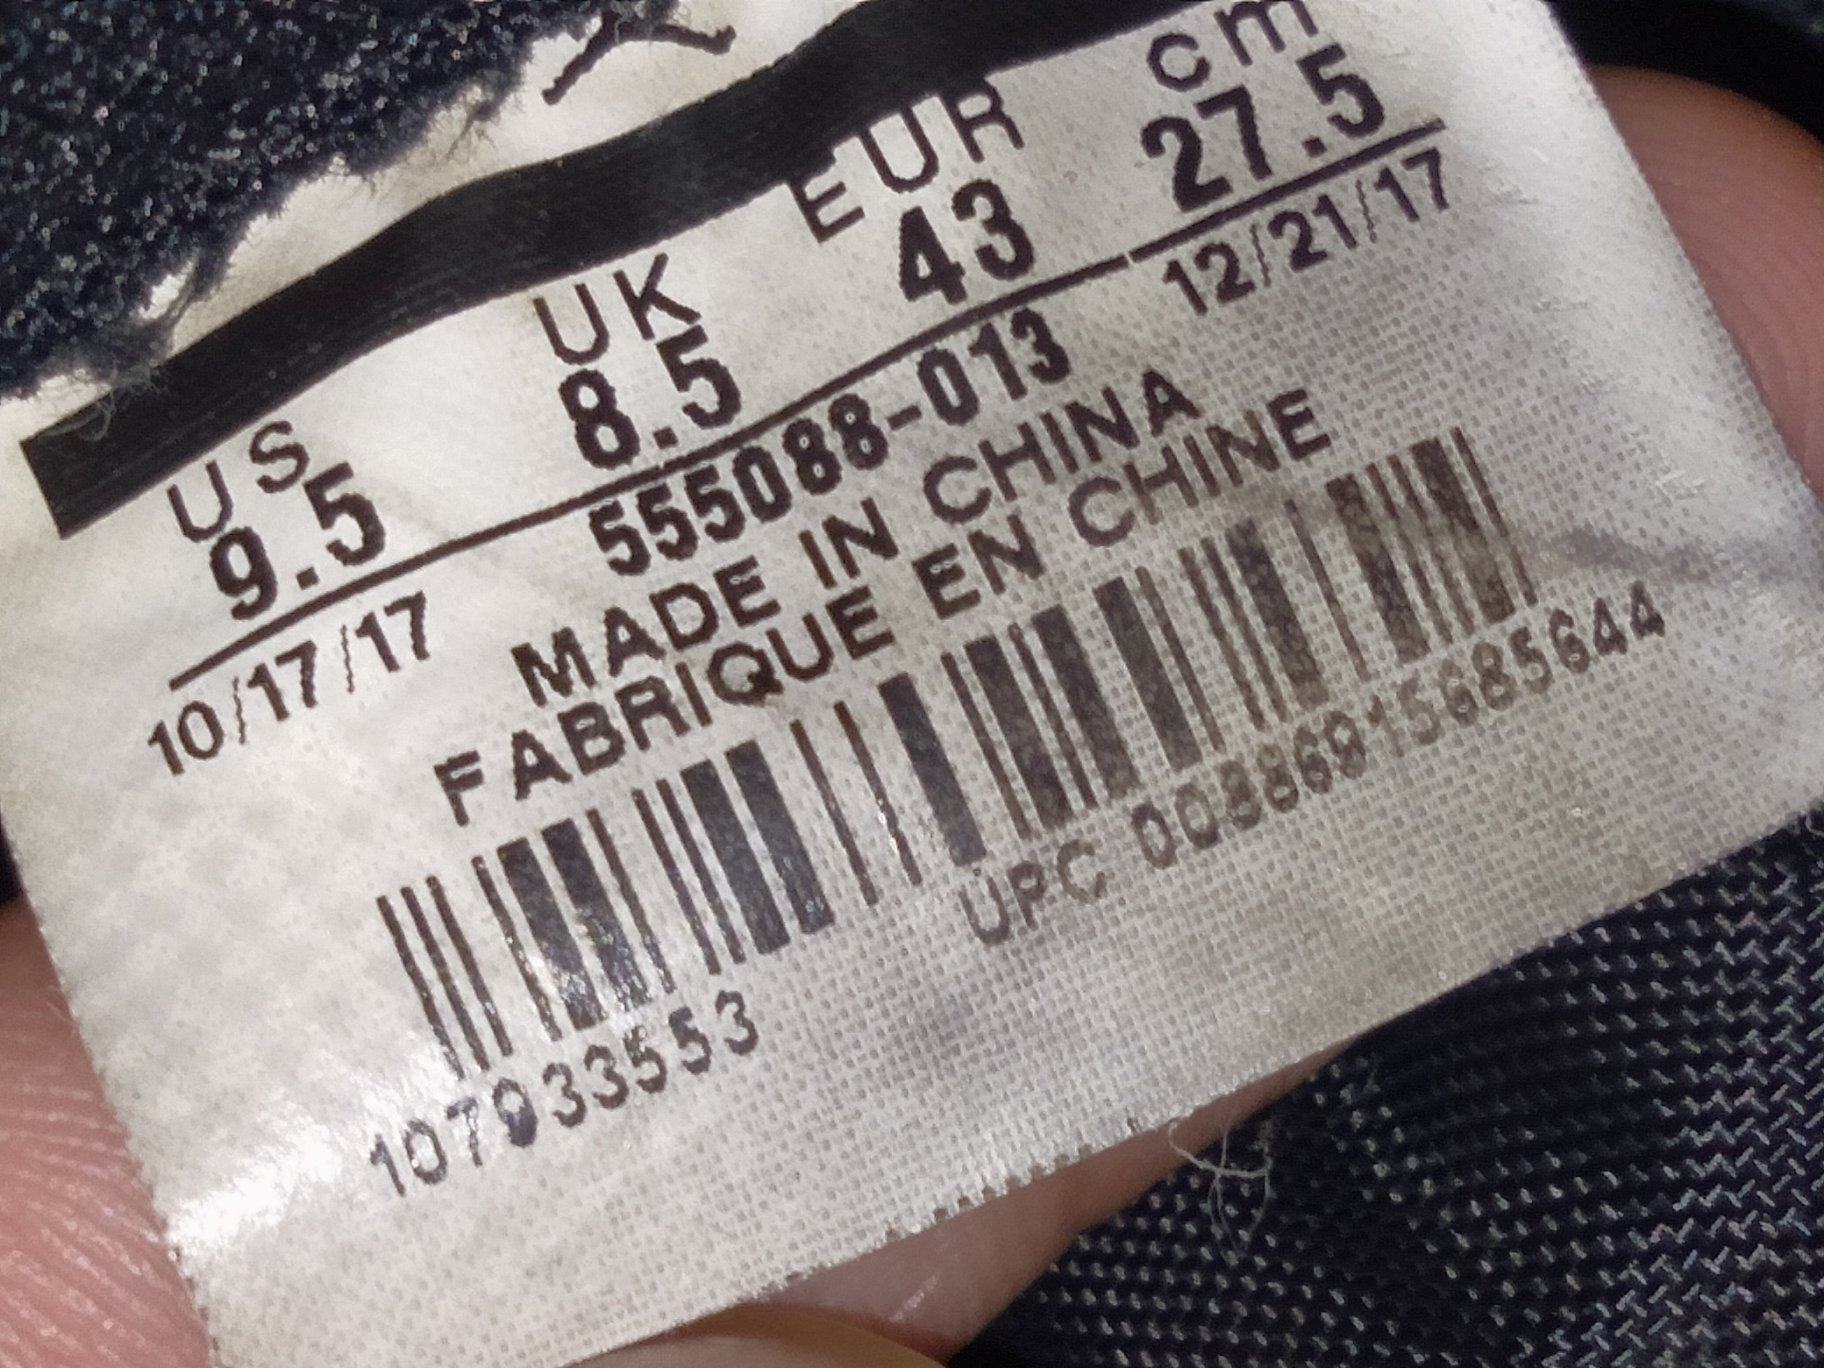 US UK EUR cm
9.5 8.5 43 27.5
10/17/17 555088-013 12/21/17
MADE IN CHINA
FABRIQUE EN CHINE
UPC 00886915685644
107933553